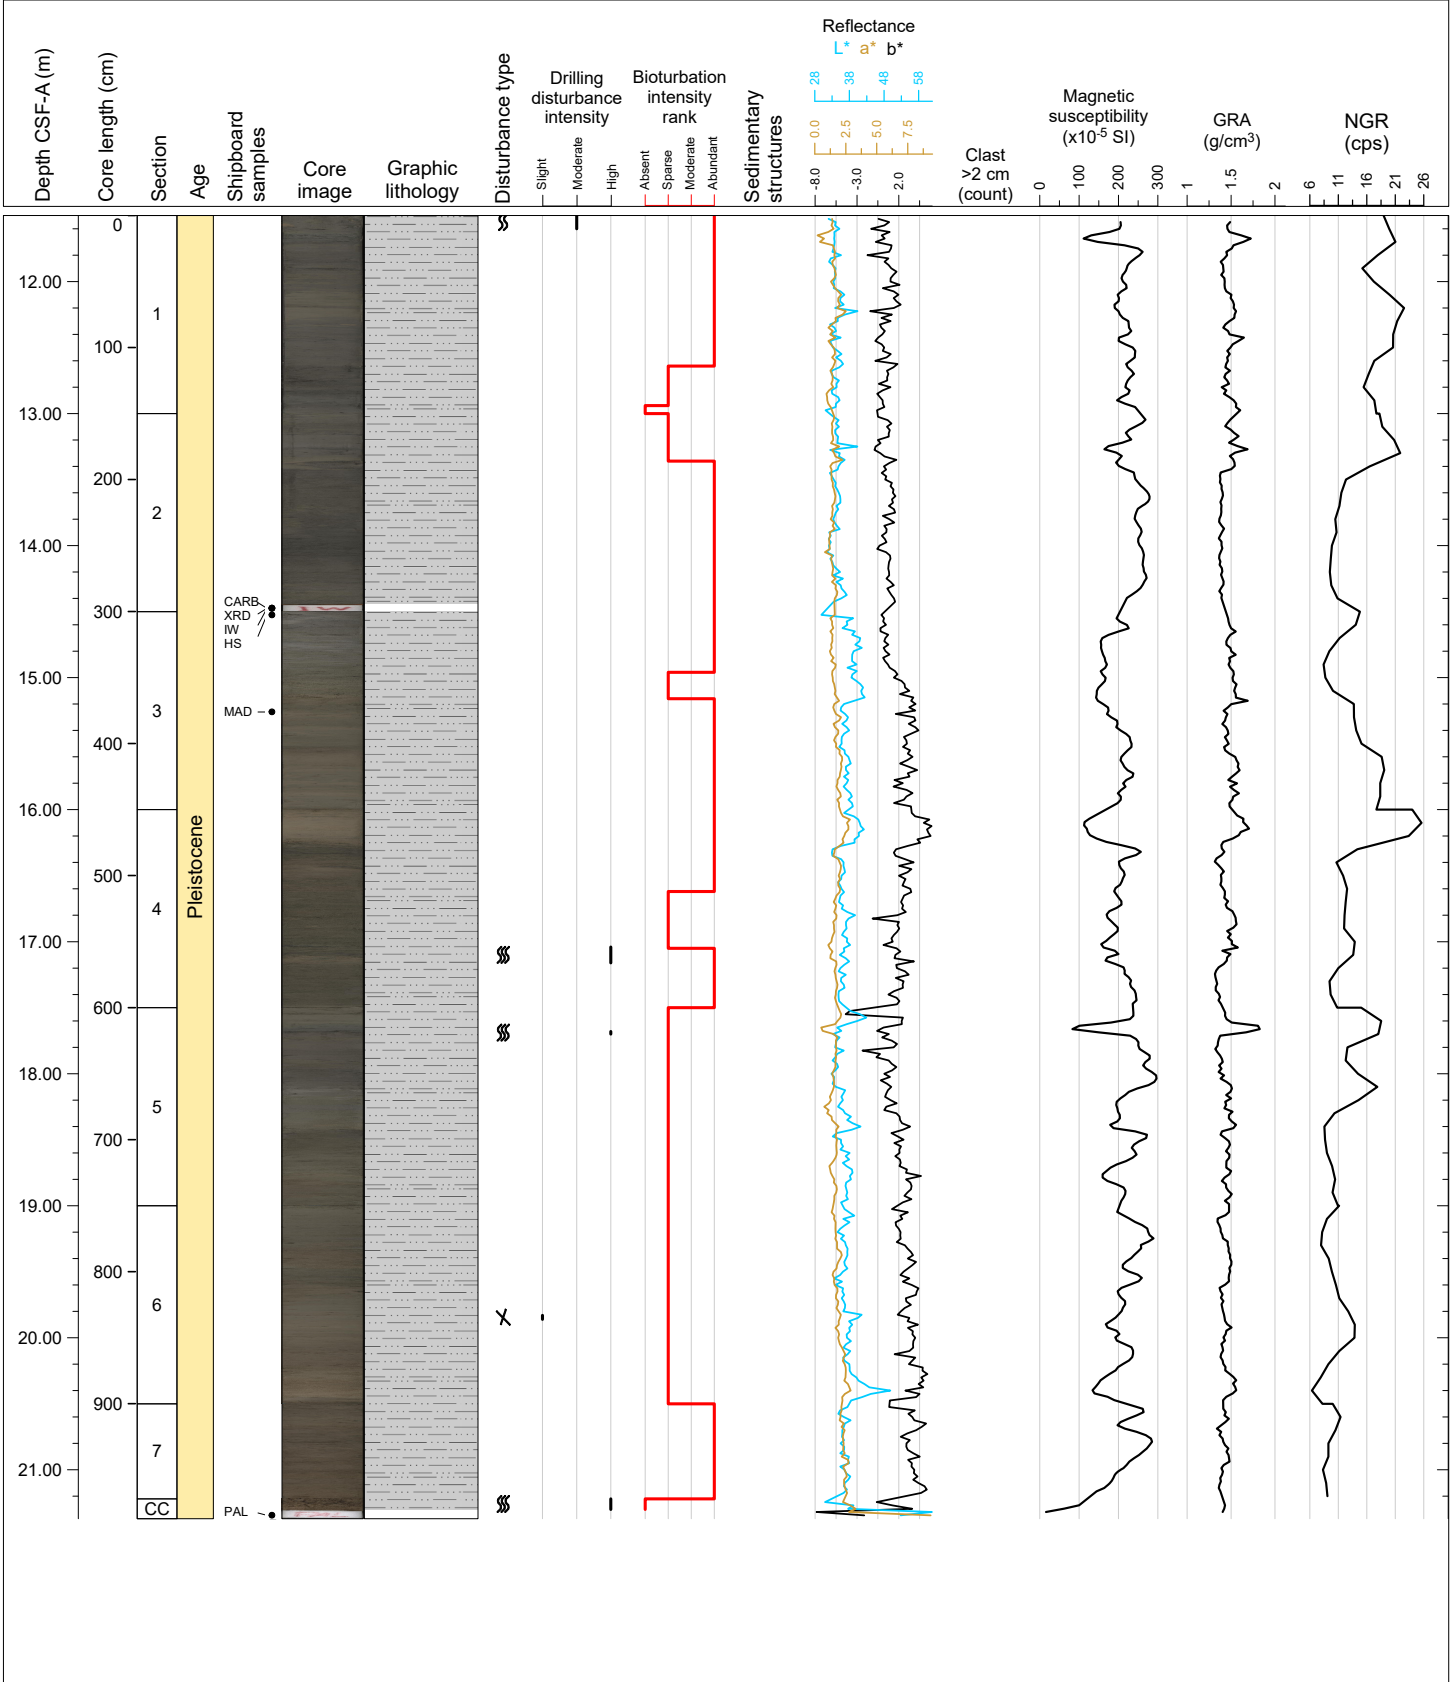 Depth CSF-A (m)
Core length (cm)
Section
Age
Shipboard
samples
Core
image
Graphic
lithology
Disturbance type
Drilling
disturbance
intensity
Slight
Moderate
High
Bioturbation
intensity
rank
Absent
Sparse
Moderate
Abundant
Sedimentary
structures
Reflectance
L* a* b*
28 38 48 58
0.0 2.5 5.0 7.5
-8.0 -3.0 2.0
Clast
>2 cm
(count)
Magnetic
susceptibility
(x10-5 SI)
0 100 200 300
GRA
(g/cm3)
1 1.5 2
NGR
(cps)
6 11 16 21 26
0
12.00
1
100
13.00
200
2
14.00
CARB
300
XRD
IW
IW
HS
15.00
3
MAD
400
16.00
Pleistocene
500
4
17.00
600
18.00
5
700
19.00
800
6
20.00
900
7
21.00
CC
PAL